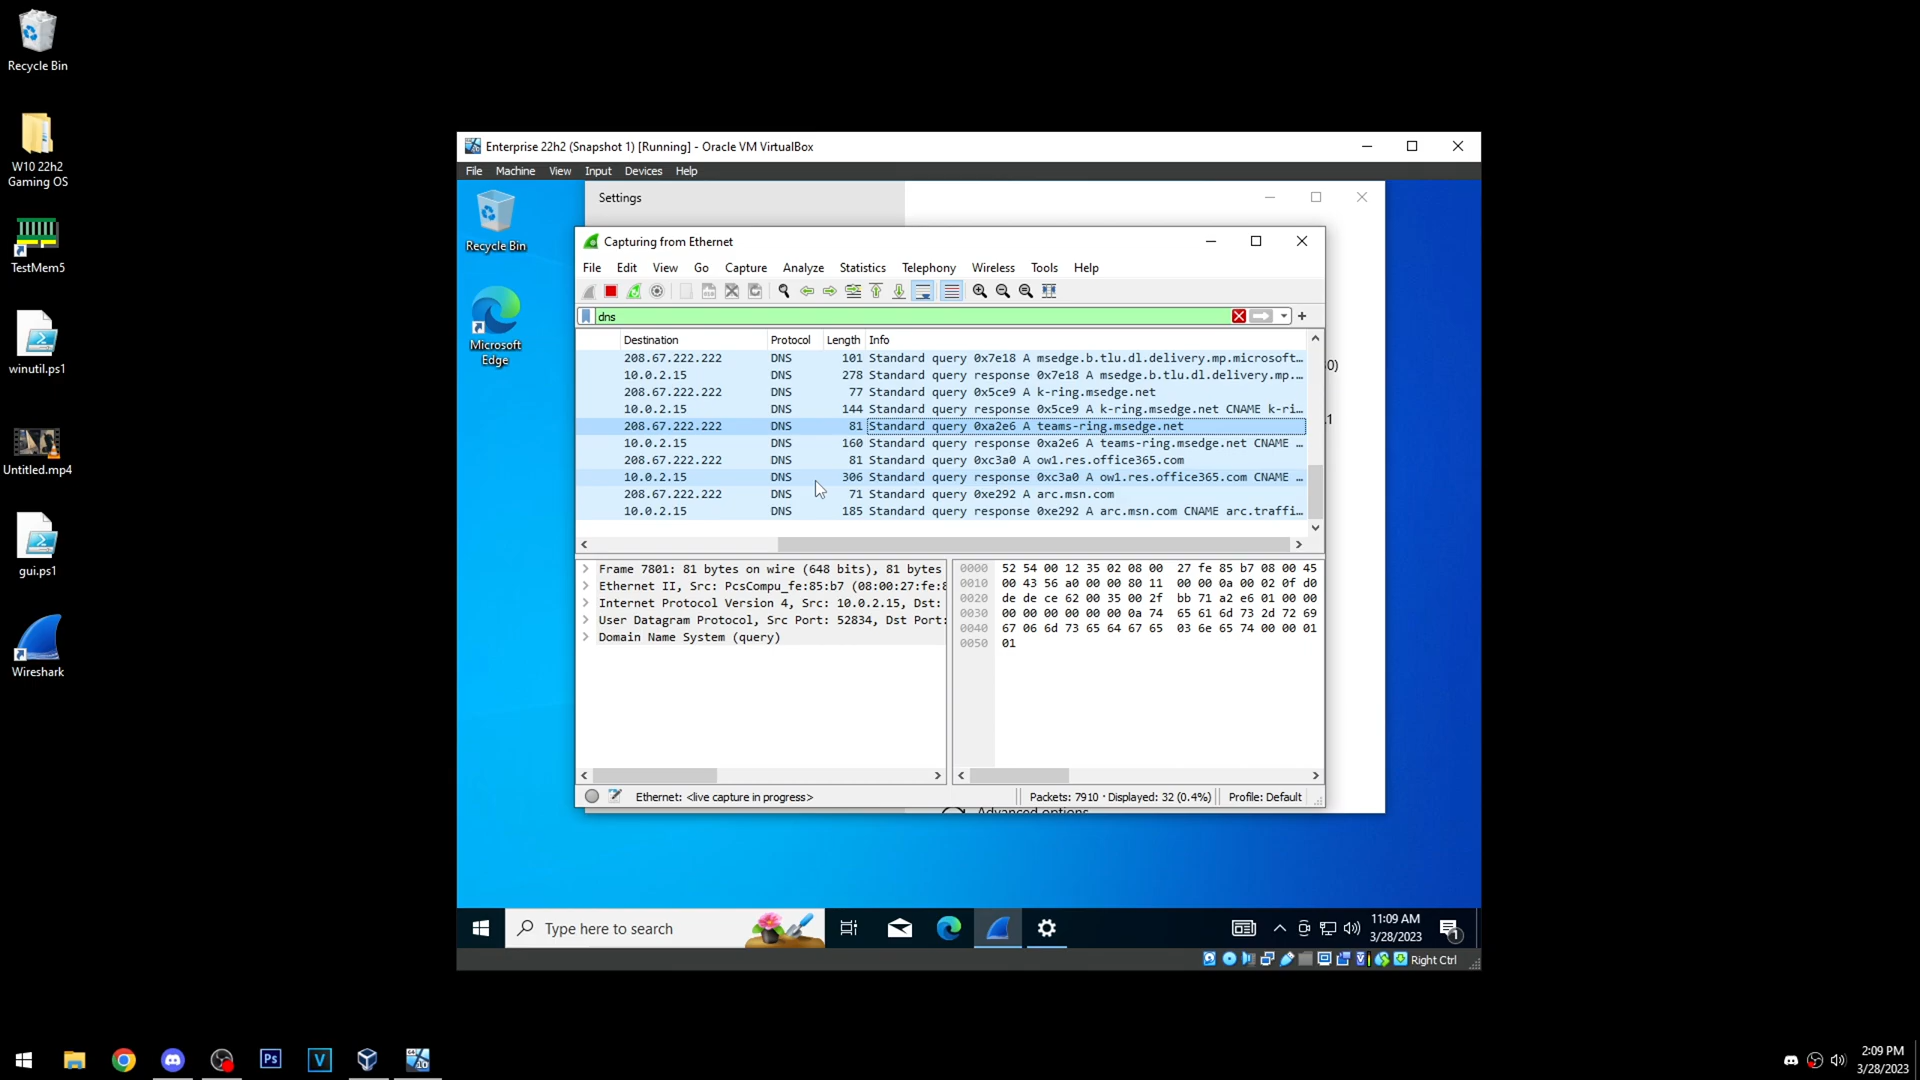 Recycle Bin
W10 22h2
Gaming OS
TestMem5
winutil.ps1
Untitled.mp4
gui.ps1
Wireshark
Enterprise 22h2 (Snapshot 1) [Running] - Oracle VM VirtualBox
File Machine View Input Devices Help
Recycle Bin
Microsoft
Edge
Settings
Capturing from Ethernet
File Edit View Go Capture Analyze Statistics Telephony Wireless Tools Help
dns
Destination Protocol Length Info
208.67.222.222 DNS 101 Standard query 0x7e18 A msedge.b.tlu.dl.delivery.mp.microsoft…
10.0.2.15 DNS 278 Standard query response 0x7e18 A msedge.b.tlu.dl.delivery.mp.…
208.67.222.222 DNS 77 Standard query 0x5ce9 A k-ring.msedge.net
10.0.2.15 DNS 144 Standard query response 0x5ce9 A k-ring.msedge.net CNAME k-ri…
208.67.222.222 DNS 81 Standard query 0xa2e6 A teams-ring.msedge.net
10.0.2.15 DNS 160 Standard query response 0xa2e6 A teams-ring.msedge.net CNAME …
208.67.222.222 DNS 81 Standard query 0xc3a0 A ow1.res.office365.com
10.0.2.15 DNS 306 Standard query response 0xc3a0 A ow1.res.office365.com CNAME …
208.67.222.222 DNS 71 Standard query 0xe292 A arc.msn.com
10.0.2.15 DNS 185 Standard query response 0xe292 A arc.msn.com CNAME arc.traffi…
Frame 7801: 81 bytes on wire (648 bits), 81 bytes
Ethernet II, Src: PcsCompu_fe:85:b7 (08:00:27:fe:8
Internet Protocol Version 4, Src: 10.0.2.15, Dst:
User Datagram Protocol, Src Port: 52834, Dst Port:
Domain Name System (query)
0000 52 54 00 12 35 02 08 00 27 fe 85 b7 08 00 45
0010 00 43 56 a0 00 00 80 11 00 00 0a 00 02 0f d0
0020 de de ce 62 00 35 00 2f bb 71 a2 e6 01 00 00
0030 00 00 00 00 00 0a 74 65 61 6d 73 2d 72 69
0040 67 06 6d 73 65 64 67 65 03 6e 65 74 00 00 01
0050 01
Ethernet: <live capture in progress>
Packets: 7910 · Displayed: 32 (0.4%)
Profile: Default
Advanced options
Type here to search
11:09 AM
3/28/2023
1
Right Ctrl
Ps
V
2:09 PM
3/28/2023